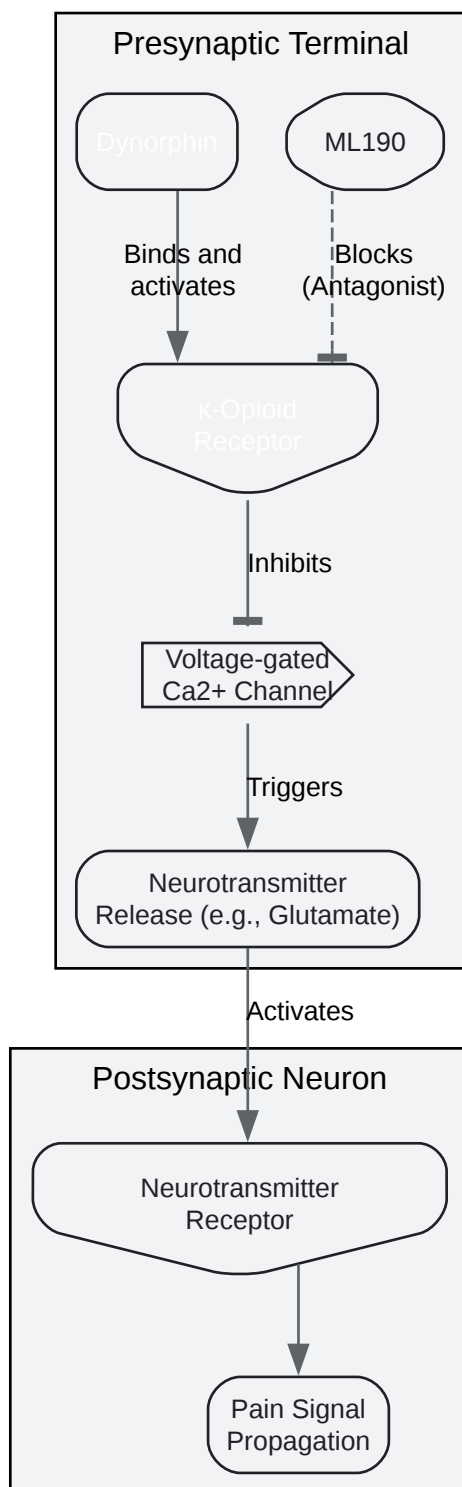 Presynaptic Terminal
Dynorphin
ML190
Binds and
activates
Blocks
(Antagonist)
κ-Opioid
Receptor
Inhibits
Voltage-gated
Ca2+ Channel
Triggers
Neurotransmitter
Release (e.g., Glutamate)
Activates
Postsynaptic Neuron
Neurotransmitter
Receptor
Pain Signal
Propagation